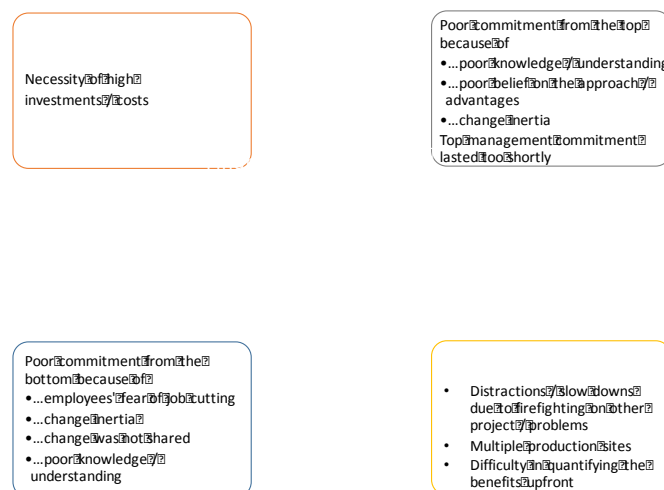 Necessity of high
investments / costs
Poor commitment from the top
because of
•…poor knowledge / understanding
•…poor belief on the approach /
advantages
•…change inertia
Top management commitment
lasted too shortly
Poor commitment from the
bottom because of
•…employees' fear of job cutting
•…change inertia
•…change was not shared
•…poor knowledge /
understanding
• Distractions / slow downs
due to firefighting on other
project / problems
• Multiple production sites
• Difficulty in quantifying the
benefits upfront